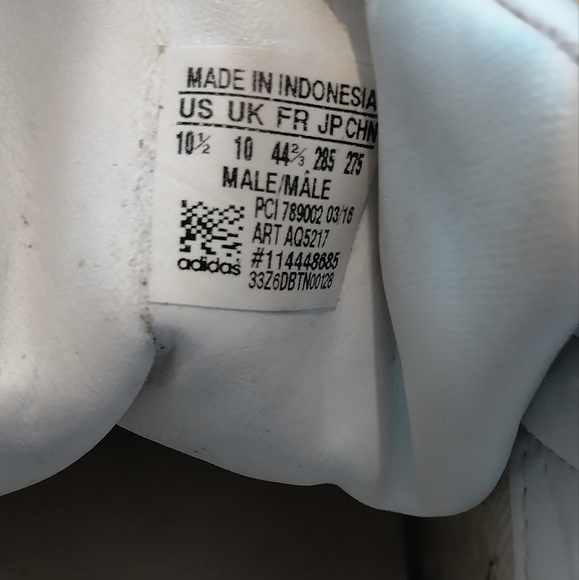 MADE IN INDONESIA
US UK FR JP CHN
10½ 10 44⅔ 285 275
MALE/MÂLE
PCI 789002 03/16
ART AQ5217
#114448685
adidas 33Z6DBTN00128